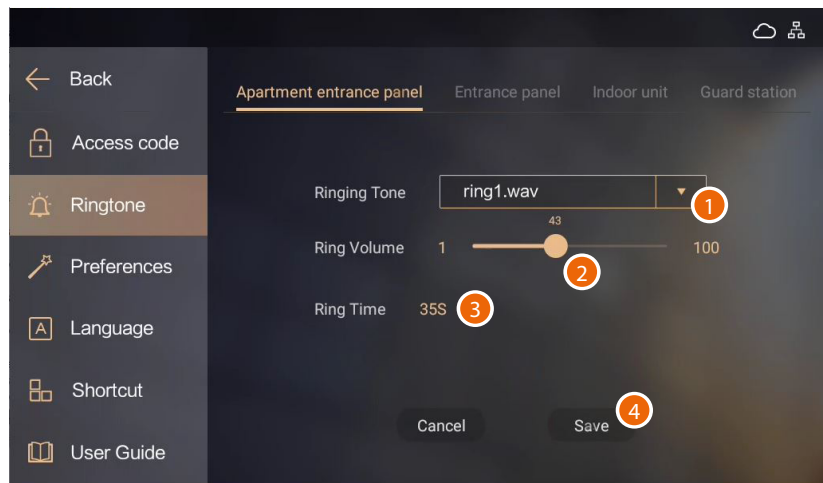 Back
Access code
Ringtone
Preferences
A Language
Shortcut
User Guide
Apartment entrance panel Entrance panel Indoor unit Guard station
Ringing Tone ring1.wav 1
43
Ring Volume 1 100
2
Ring Time 35S 3
4
Cancel Save